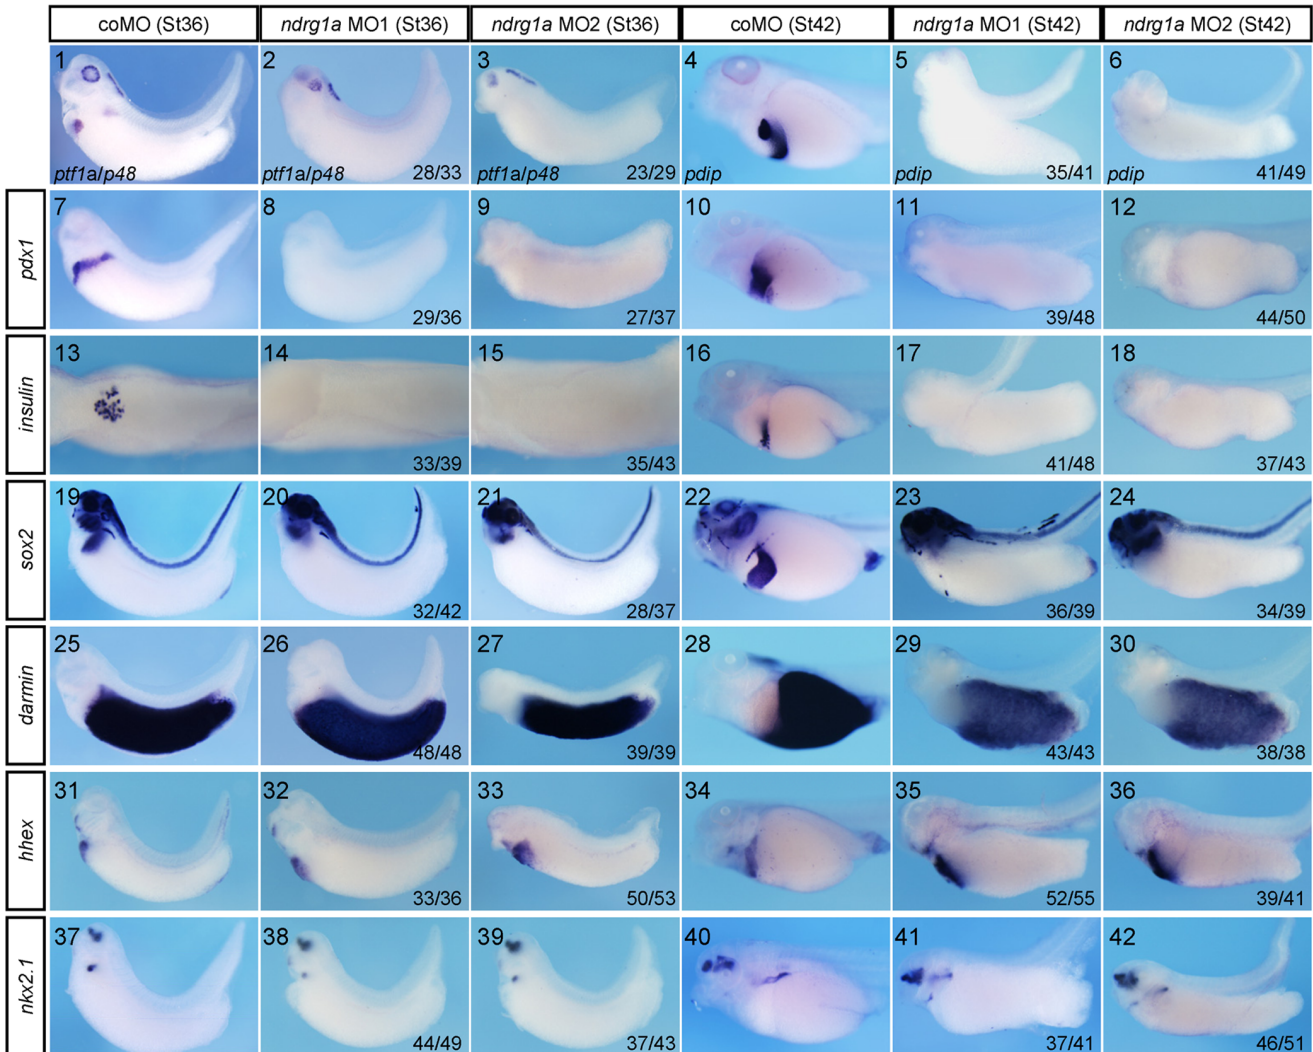 coMO (St36) ndrg1a MO1 (St36) ndrg1a MO2 (St36) coMO (St42) ndrg1a MO1 (St42) ndrg1a MO2 (St42)
1 2 3 4 5 6
ptf1a/p48 ptf1a/p48 28/33 ptf1a/p48 23/29 pdip pdip 35/41 pdip 41/49
pdx1
7 8 9 10 11 12
29/36 27/37 39/48 44/50
insulin
13 14 15 16 17 18
33/39 35/43 41/48 37/43
sox2
19 20 21 22 23 24
32/42 28/37 36/39 34/39
darmin
25 26 27 28 29 30
48/48 39/39 43/43 38/38
hhex
31 32 33 34 35 36
33/36 50/53 52/55 39/41
nkx2.1
37 38 39 40 41 42
44/49 37/43 37/41 46/51